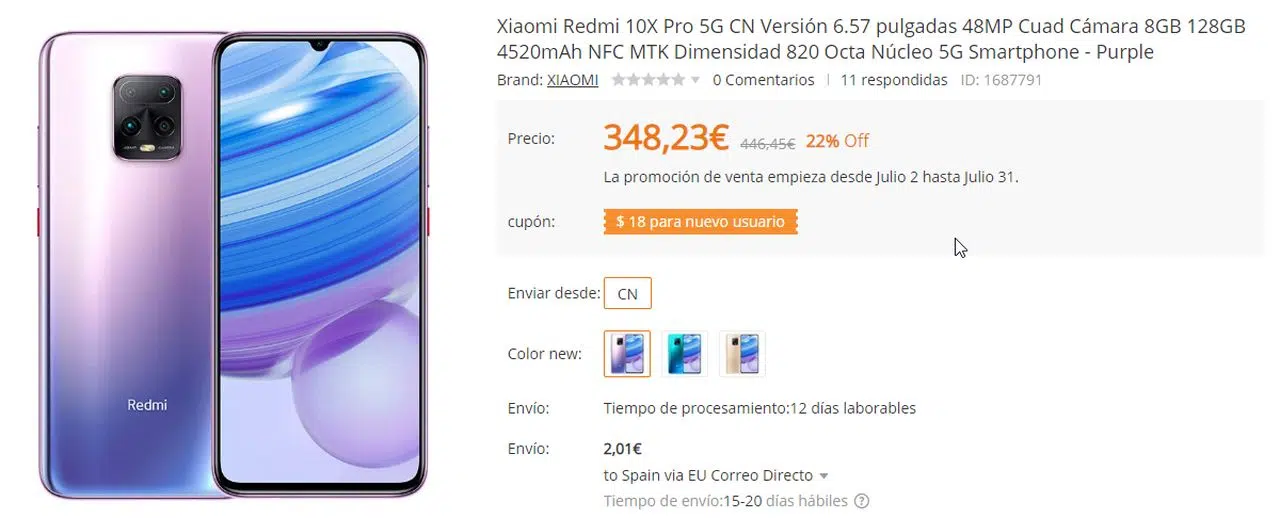 Xiaomi Redmi 10X Pro 5G CN Versión 6.57 pulgadas 48MP Cuad Cámara 8GB 128GB
4520mAh NFC MTK Dimensidad 820 Octa Núcleo 5G Smartphone - Purple
Brand: XIAOMI 0 Comentarios 11 respondidas ID: 1687791
Precio: 348,23€ 446,45€ 22% Off
La promoción de venta empieza desde Julio 2 hasta Julio 31.
cupón: $ 18 para nuevo usuario
Enviar desde: CN
Color new:
Redmi
Envío: Tiempo de procesamiento:12 días laborables
Envío: 2,01€
to Spain via EU Correo Directo
Tiempo de envío:15-20 días hábiles